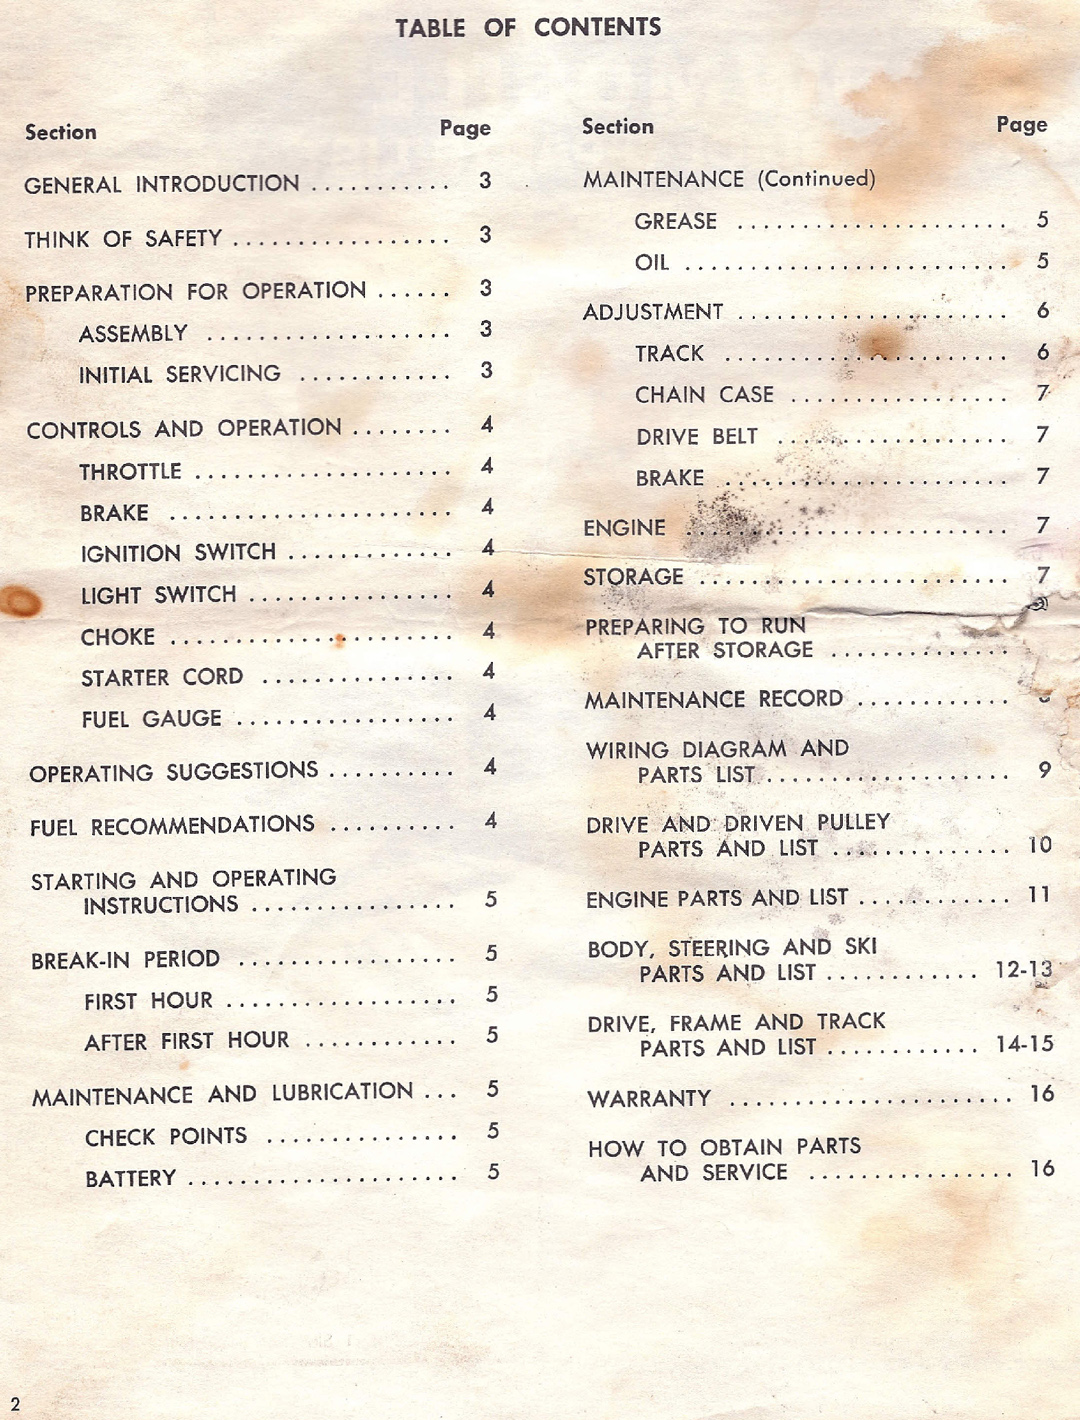 TABLE OF CONTENTS
Section Page
GENERAL INTRODUCTION ........... 3
THINK OF SAFETY ................. 3
PREPARATION FOR OPERATION ...... 3
ASSEMBLY ................... 3
INITIAL SERVICING ............ 3
CONTROLS AND OPERATION ........ 4
THROTTLE .................... 4
BRAKE ...................... 4
IGNITION SWITCH ............. 4
LIGHT SWITCH ................ 4
CHOKE ...................... 4
STARTER CORD ............... 4
FUEL GAUGE ................. 4
OPERATING SUGGESTIONS .......... 4
FUEL RECOMMENDATIONS .......... 4
STARTING AND OPERATING
INSTRUCTIONS ................ 5
BREAK-IN PERIOD ................. 5
FIRST HOUR .................. 5
AFTER FIRST HOUR ............ 5
MAINTENANCE AND LUBRICATION ... 5
CHECK POINTS ............... 5
BATTERY ..................... 5
Section Page
MAINTENANCE (Continued)
GREASE ..................... 5
OIL ......................... 5
ADJUSTMENT ..................... 6
TRACK ...................... 6
CHAIN CASE ................. 7
DRIVE BELT .................. 7
BRAKE ...................... 7
ENGINE ......................... 7
STORAGE ........................ 7
PREPARING TO RUN
AFTER STORAGE ..............
MAINTENANCE RECORD ............
WIRING DIAGRAM AND
PARTS LIST ................... 9
DRIVE AND DRIVEN PULLEY
PARTS AND LIST .............. 10
ENGINE PARTS AND LIST ............ 11
BODY, STEERING AND SKI
PARTS AND LIST ............ 12-13
DRIVE, FRAME AND TRACK
PARTS AND LIST ............ 14-15
WARRANTY ...................... 16
HOW TO OBTAIN PARTS
AND SERVICE ................ 16
2